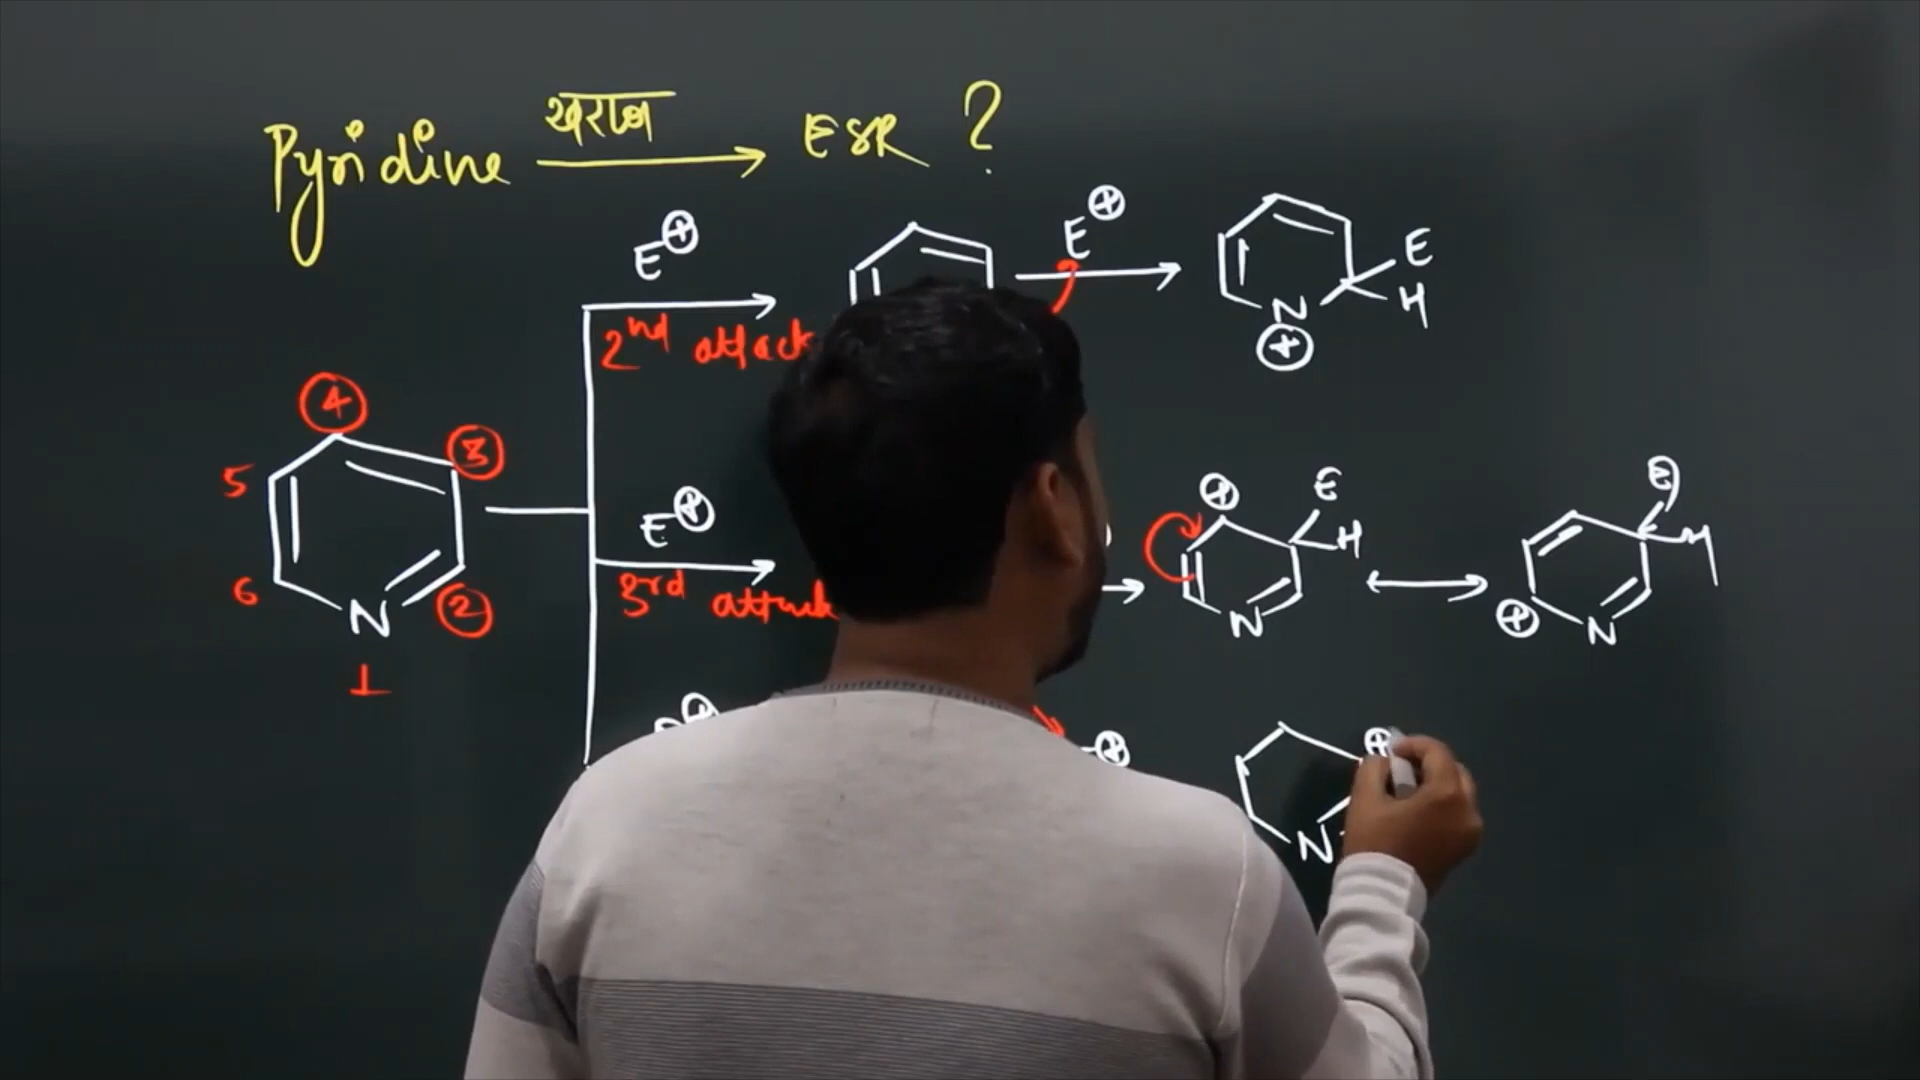 Pyridine खराब ESR ?
E⊕ E⊕ E H
2nd attack N ⊕
4
5 3
6 2
N
1
E⊕ ⊕ E H E H
3rd attack N ⊕ N
⊕ ⊕ ⊕
N